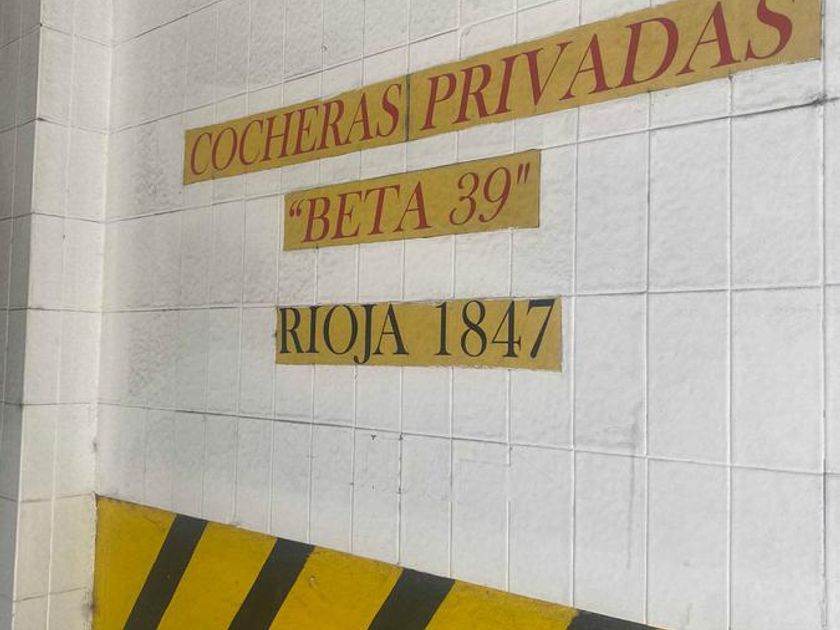 COCHERAS PRIVADAS
“BETA 39"
RIOJA 1847